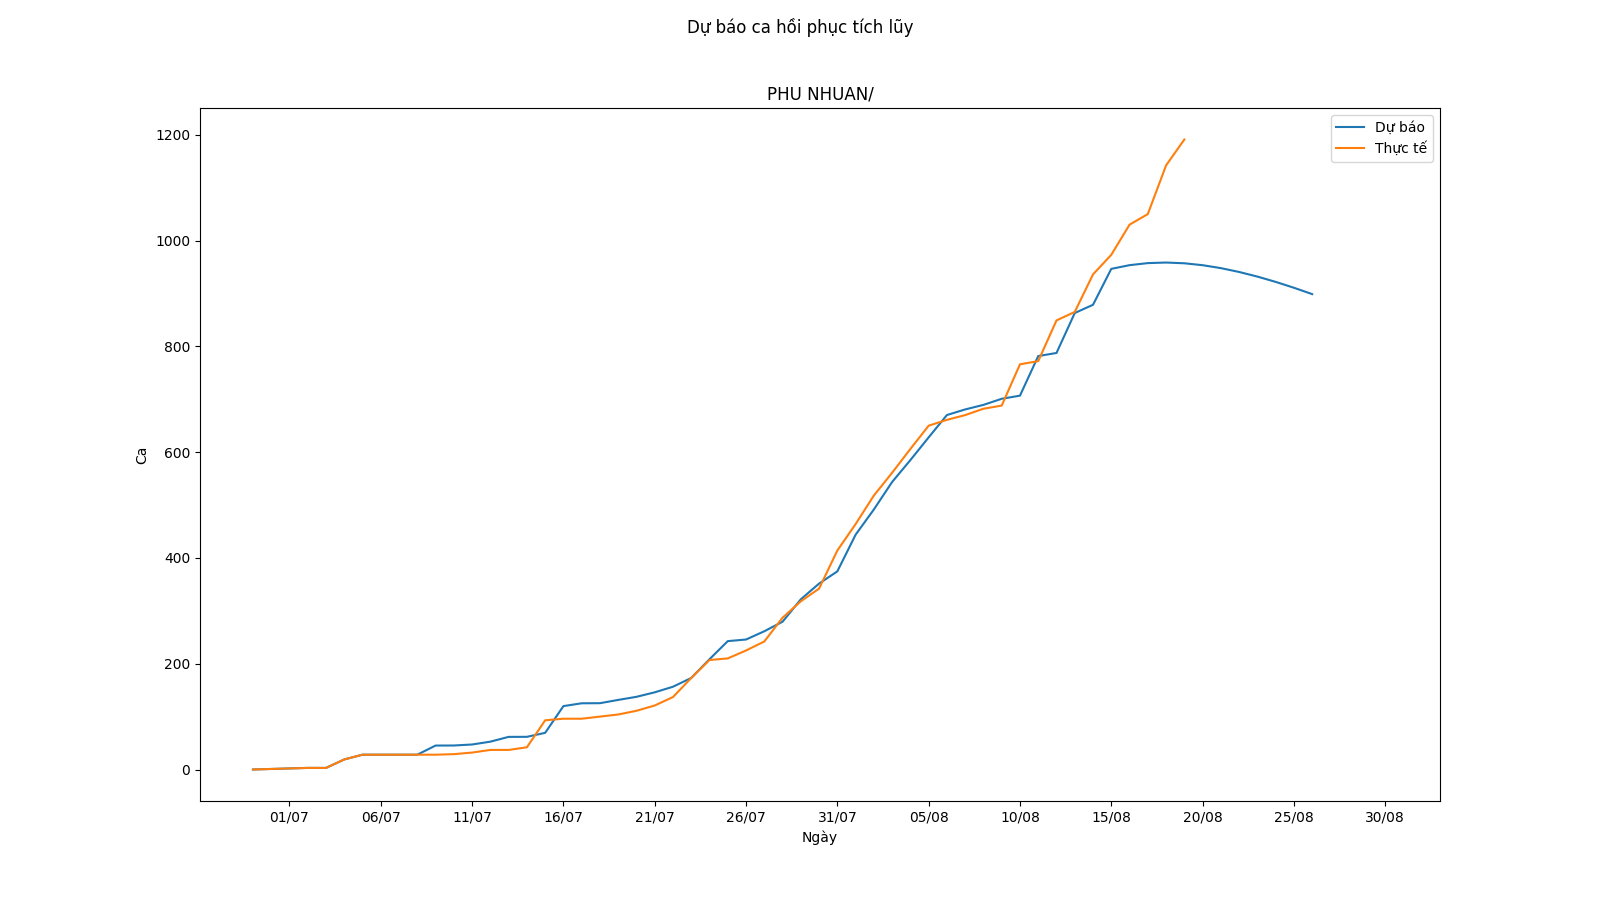 Dự báo ca hồi phục tích lũy
PHU NHUAN/
Dự báo
Thực tế
1200
1000
800
600
400
200
0
Ca
01/07 06/07 11/07 16/07 21/07 26/07 31/07 05/08 10/08 15/08 20/08 25/08 30/08
Ngày